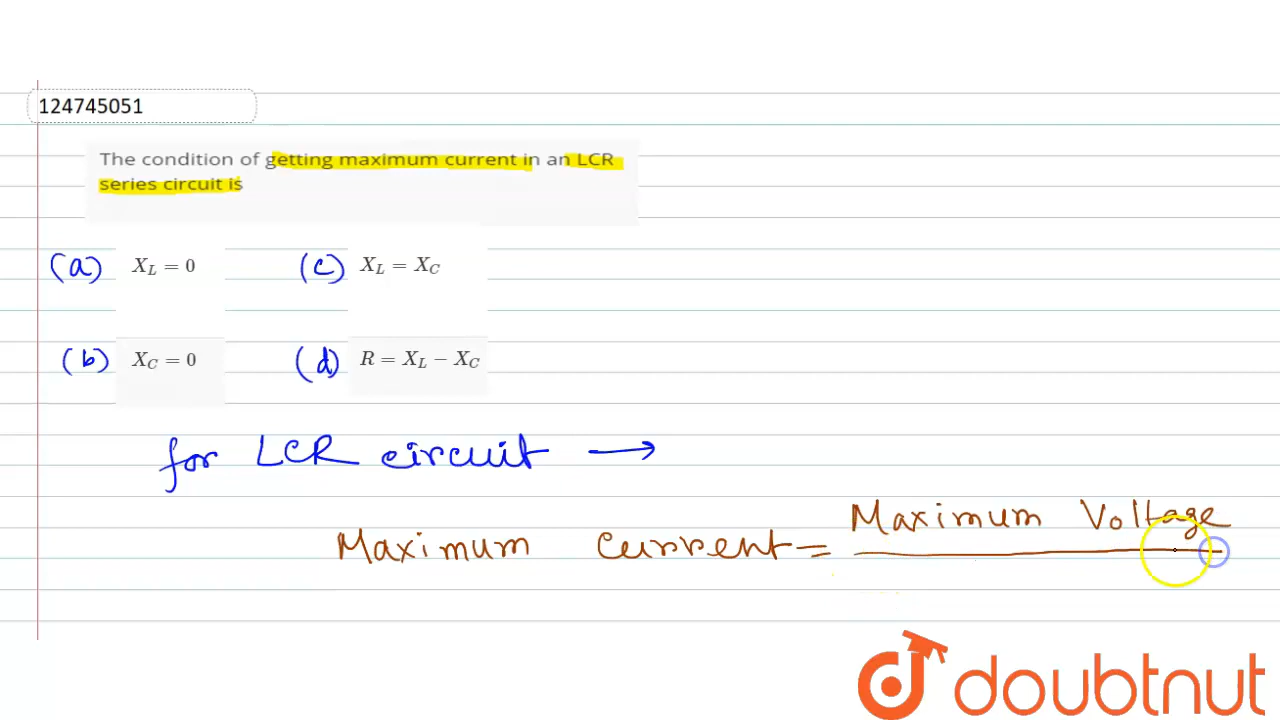 124745051
The condition of getting maximum current in an LCR
series circuit is
(a) X_L = 0
(c) X_L = X_C
(b) X_C = 0
(d) R = X_L − X_C
for LCR circuit →
Maximum Voltage
Maximum current =
doubtnut